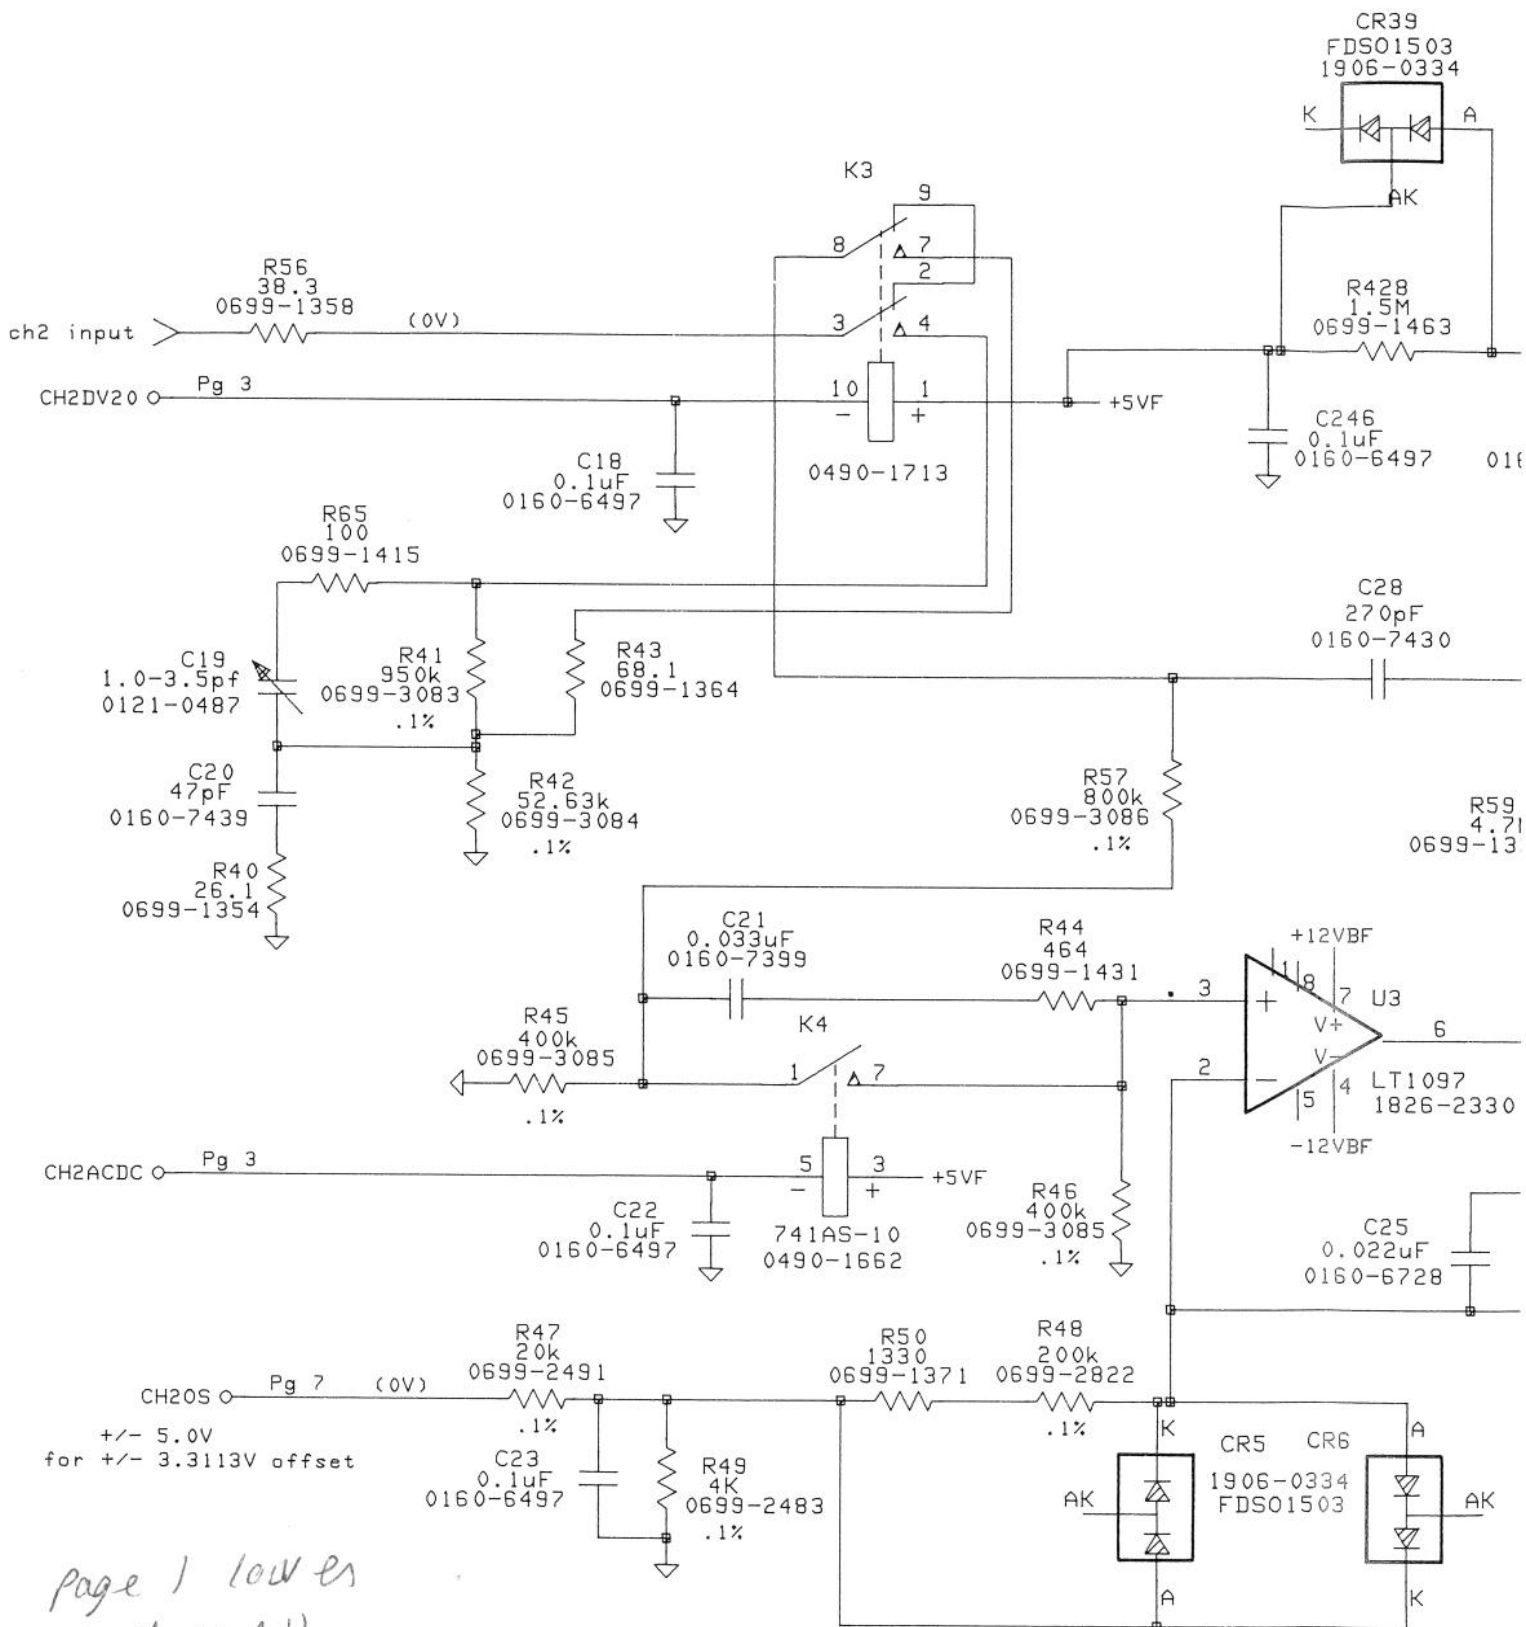 CR39
FDSO1503
1906-0334
K
A
AK
K3
9
8
7
2
3
4
R56
38.3
0699-1358
ch2 input
(0V)
R428
1.5M
0699-1463
CH2DV20
Pg 3
10
1
-
+
+5VF
C18
0.1uF
0160-6497
0490-1713
C246
0.1uF
0160-6497
R65
100
0699-1415
C28
270pF
0160-7430
C19
1.0-3.5pf
0121-0487
R41
950k
0699-3083
.1%
R43
68.1
0699-1364
C20
47pF
0160-7439
R42
52.63k
0699-3084
.1%
R57
800k
0699-3086
.1%
R59
R40
26.1
0699-1354
C21
0.033uF
0160-7399
R44
464
0699-1431
+12VBF
1
8
7
U3
3
+
V+
V-
6
2
-
5
4
LT1097
1826-2330
-12VBF
R45
400k
0699-3085
.1%
K4
1
7
CH2ACDC
Pg 3
5
3
-
+
+5VF
C22
0.1uF
0160-6497
741AS-10
0490-1662
R46
400k
0699-3085
.1%
C25
0.022uF
0160-6728
R47
20k
0699-2491
.1%
R50
1330
0699-1371
R48
200k
0699-2822
.1%
CH2OS
Pg 7
(0V)
+/- 5.0V
for +/- 3.3113V offset
C23
0.1uF
0160-6497
R49
4K
0699-2483
.1%
K
A
CR5
CR6
1906-0334
FDSO1503
AK
AK
A
K
page 1 lower